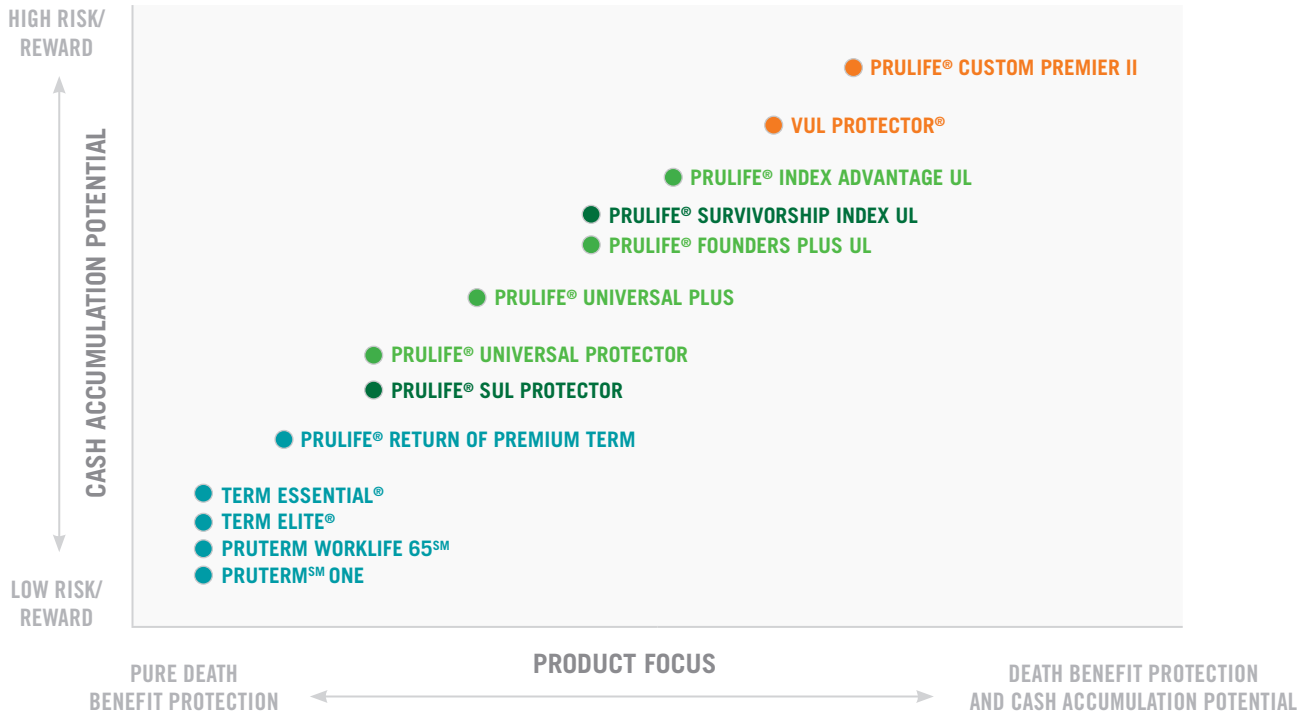 HIGH RISK/
REWARD
CASH ACCUMULATION POTENTIAL
LOW RISK/
REWARD
PRULIFE® CUSTOM PREMIER II
VUL PROTECTOR®
PRULIFE® INDEX ADVANTAGE UL
PRULIFE® SURVIVORSHIP INDEX UL
PRULIFE® FOUNDERS PLUS UL
PRULIFE® UNIVERSAL PLUS
PRULIFE® UNIVERSAL PROTECTOR
PRULIFE® SUL PROTECTOR
PRULIFE® RETURN OF PREMIUM TERM
TERM ESSENTIAL®
TERM ELITE®
PRUTERM WORKLIFE 65℠
PRUTERM℠ ONE
PURE DEATH
BENEFIT PROTECTION
PRODUCT FOCUS
DEATH BENEFIT PROTECTION
AND CASH ACCUMULATION POTENTIAL